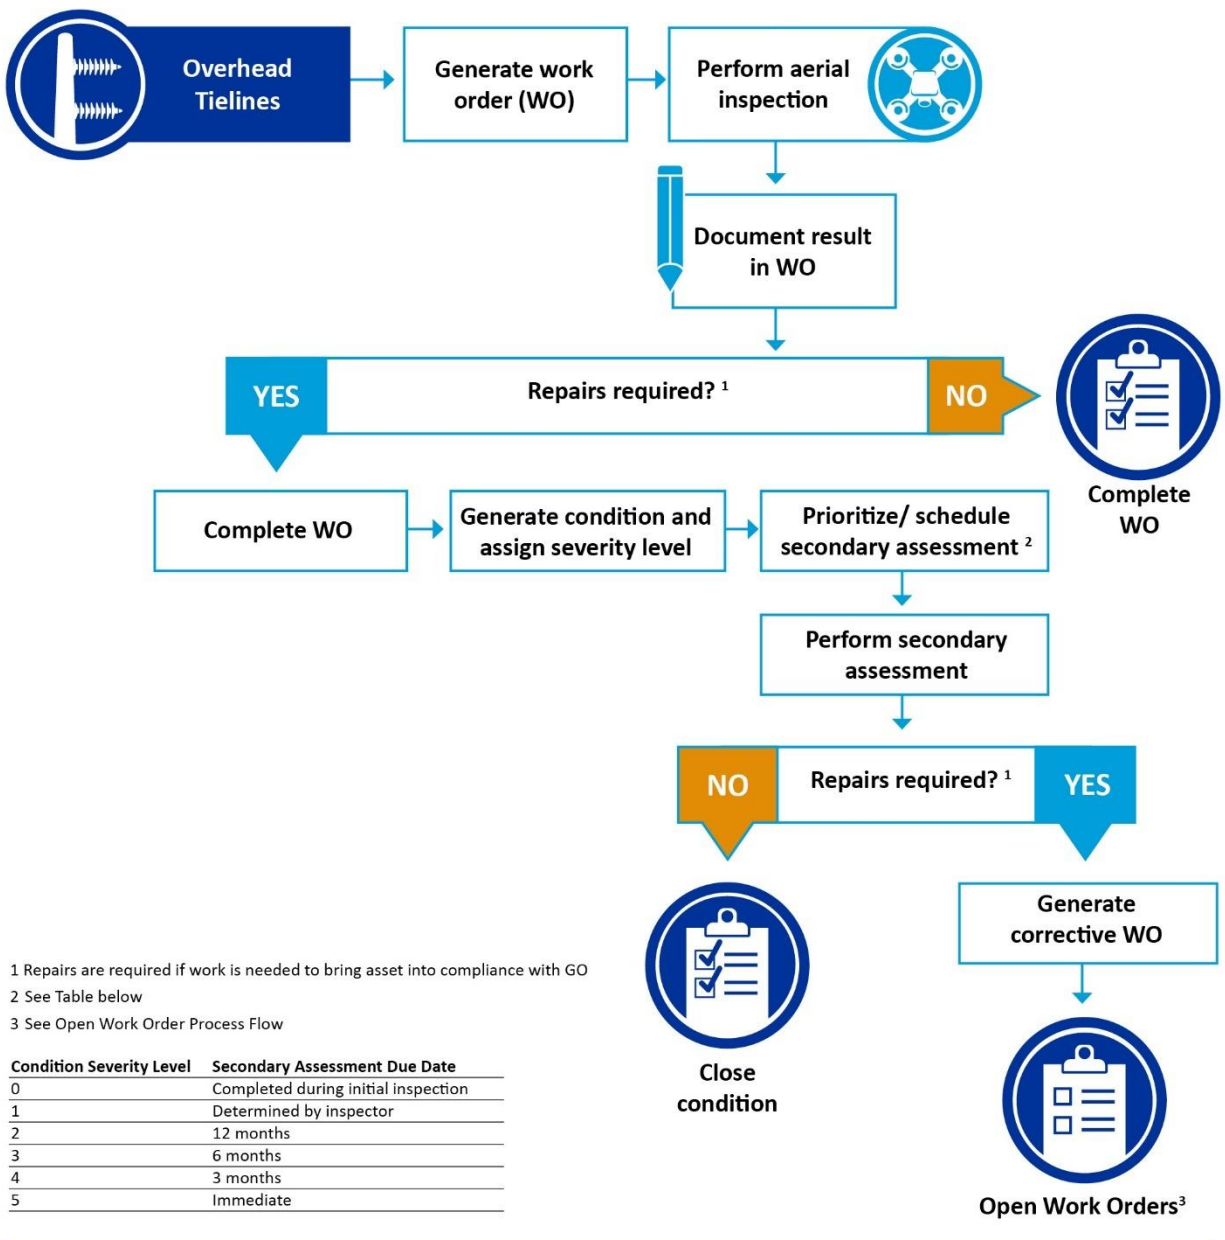 Overhead
Tielines
Generate work
order (WO)
Perform aerial
inspection
Document result
in WO
YES
Repairs required? 1
NO
Complete
WO
Complete WO
Generate condition and
assign severity level
Prioritize/ schedule
secondary assessment 2
Perform secondary
assessment
NO
Repairs required? 1
YES
Close
condition
Generate
corrective WO
Open Work Orders3
1 Repairs are required if work is needed to bring asset into compliance with GO
2 See Table below
3 See Open Work Order Process Flow
Condition Severity Level Secondary Assessment Due Date
0 Completed during initial inspection
1 Determined by inspector
2 12 months
3 6 months
4 3 months
5 Immediate